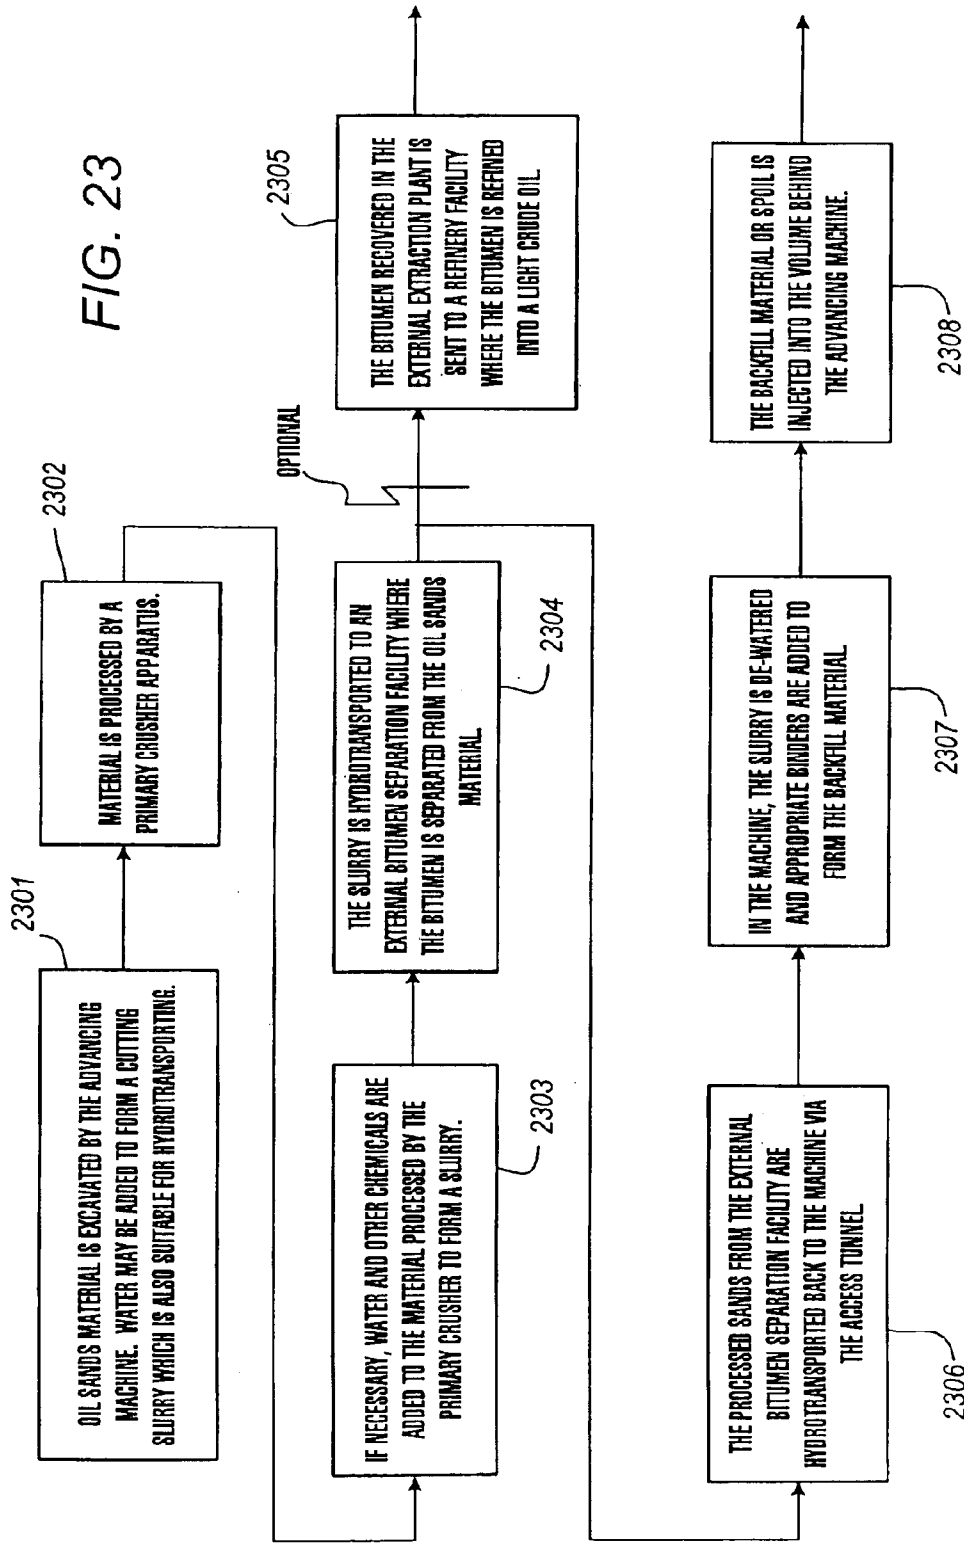 FIG. 23
2301
OIL SANDS MATERIAL IS EXCAVATED BY THE ADVANCING
MACHINE. WATER MAY BE ADDED TO FORM A CUTTING
SLURRY WHICH IS ALSO SUITABLE FOR HYDROTRANSPORTING.
2302
MATERIAL IS PROCESSED BY A
PRIMARY CRUSHER APPARATUS.
IF NECESSARY, WATER AND OTHER CHEMICALS ARE
ADDED TO THE MATERIAL PROCESSED BY THE
PRIMARY CRUSHER TO FORM A SLURRY.
2303
THE SLURRY IS HYDROTRANSPORTED TO AN
EXTERNAL BITUMEN SEPARATION FACILITY WHERE
THE BITUMEN IS SEPARATED FROM THE OIL SANDS
MATERIAL.
2304
OPTIONAL
2305
THE BITUMEN RECOVERED IN THE
EXTERNAL EXTRACTION PLANT IS
SENT TO A REFINERY FACILITY
WHERE THE BITUMEN IS REFINED
INTO A LIGHT CRUDE OIL.
THE PROCESSED SANDS FROM THE EXTERNAL
BITUMEN SEPARATION FACILITY ARE
HYDROTRANSPORTED BACK TO THE MACHINE VIA
THE ACCESS TUNNEL.
2306
IN THE MACHINE, THE SLURRY IS DE-WATERED
AND APPROPRIATE BINDERS ARE ADDED TO
FORM THE BACKFILL MATERIAL.
2307
THE BACKFILL MATERIAL OR SPOIL IS
INJECTED INTO THE VOLUME BEHIND
THE ADVANCING MACHINE.
2308